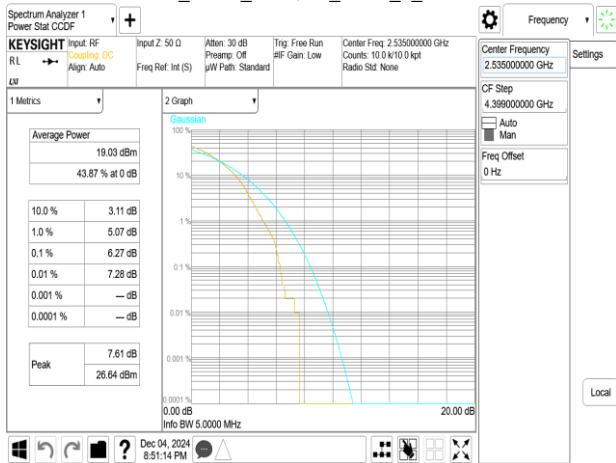 Spectrum Analyzer 1
Power Stat CCDF
Frequency
KEYSIGHT
RL
LXI
Input: RF
Coupling: DC
Align: Auto
Input Z: 50 Ω
Freq Ref: Int (S)
Atten: 30 dB
Preamp: Off
µW Path: Standard
Trig: Free Run
#IF Gain: Low
Center Freq: 2.535000000 GHz
Counts: 10.0 k/10.0 kpt
Radio Std: None
Center Frequency
2.535000000 GHz
Settings
CF Step
4.399000000 GHz
Auto
Man
Freq Offset
0 Hz
Local
1 Metrics
Average Power
19.03 dBm
43.87 % at 0 dB
10.0 % 3.11 dB
1.0 % 5.07 dB
0.1 % 6.27 dB
0.01 % 7.28 dB
0.001 % --- dB
0.0001 % --- dB
Peak
7.61 dB
26.64 dBm
2 Graph
Gaussian
100 %
10 %
1 %
0.1 %
0.01 %
0.001 %
0.0001 %
0.00 dB 20.00 dB
Info BW 5.0000 MHz
?
Dec 04, 2024
8:51:14 PM